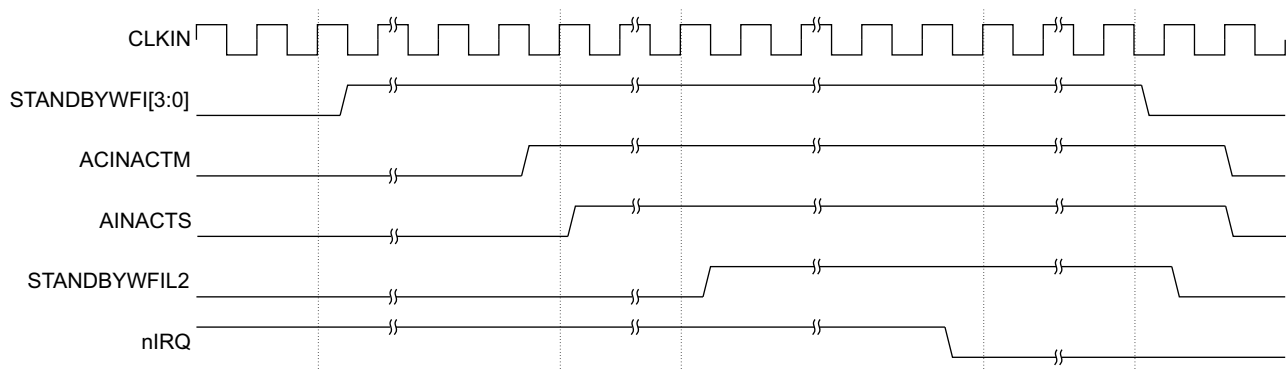 CLKIN
STANDBYWFI[3:0]
ACINACTM
AINACTS
STANDBYWFIL2
nIRQ